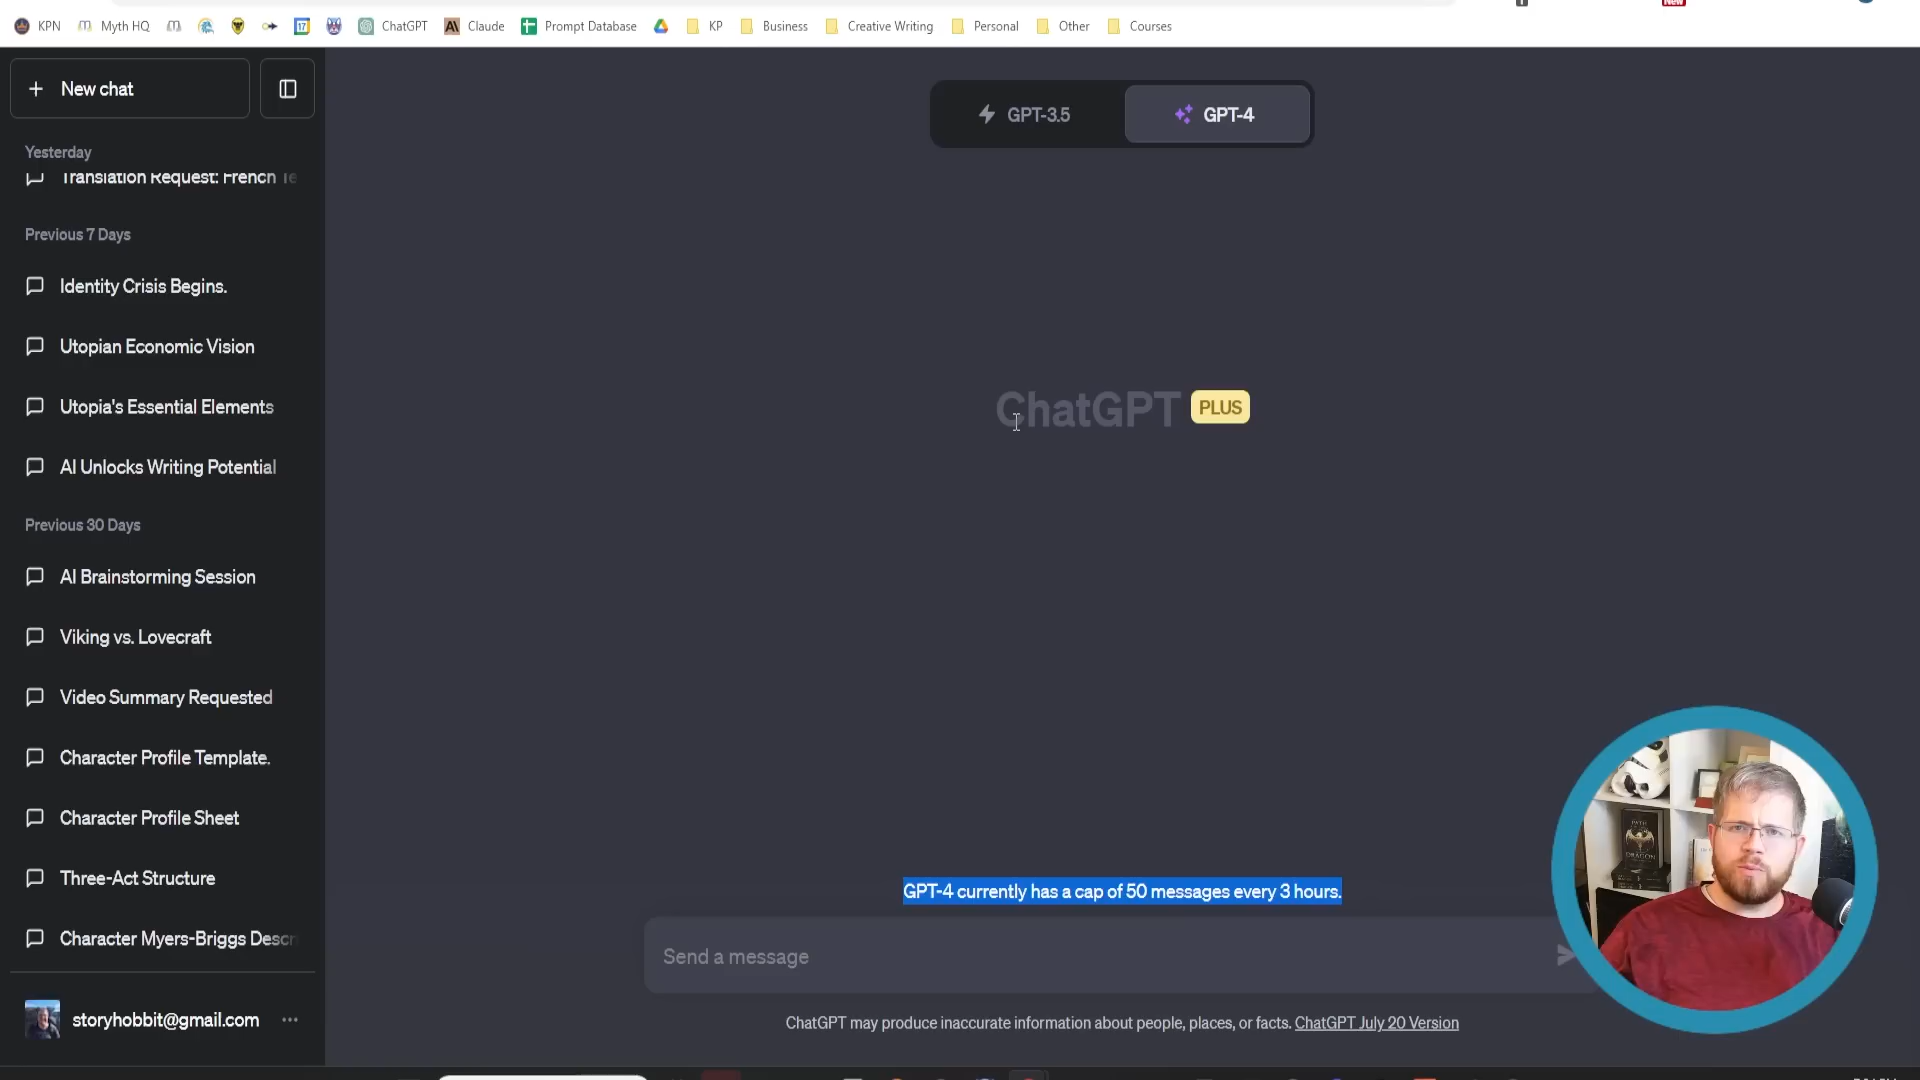 KPN Myth HQ 17 ChatGPT Claude Prompt Database KP Business Creative Writing Personal Other Courses
New
New chat
GPT-3.5 GPT-4
Yesterday
Translation Request: French Te
Previous 7 Days
Identity Crisis Begins.
Utopian Economic Vision
Utopia's Essential Elements
AI Unlocks Writing Potential
ChatGPT PLUS
Previous 30 Days
AI Brainstorming Session
Viking vs. Lovecraft
Video Summary Requested
Character Profile Template.
Character Profile Sheet
Three-Act Structure
Character Myers-Briggs Descr
GPT-4 currently has a cap of 50 messages every 3 hours.
Send a message
ChatGPT may produce inaccurate information about people, places, or facts. ChatGPT July 20 Version
storyhobbit@gmail.com
DRAGON